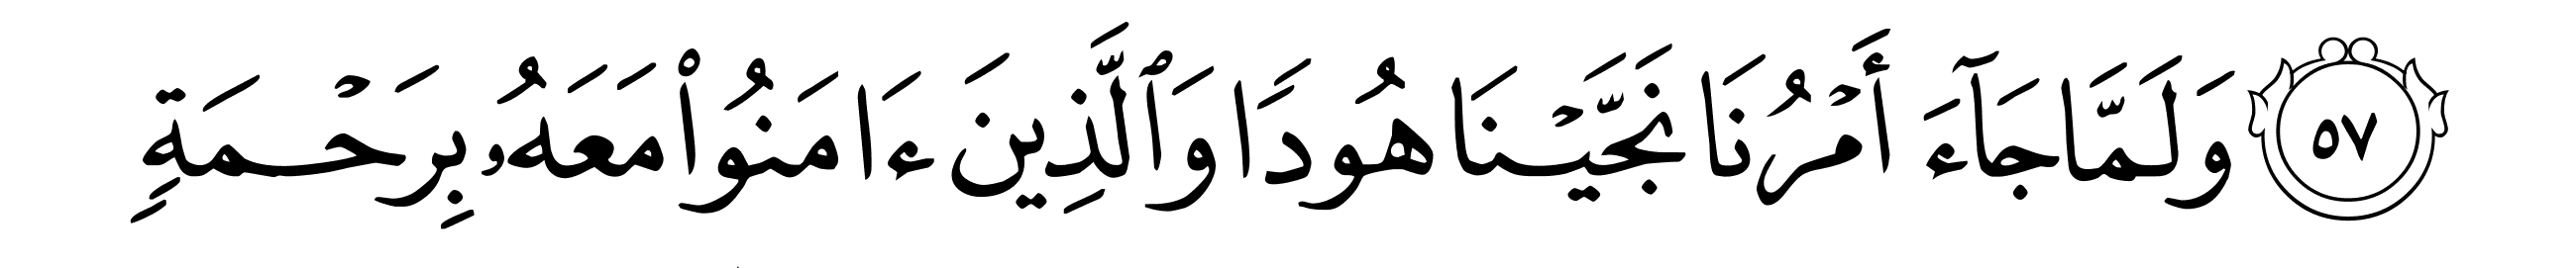 ٥٧ وَلَمَّا جَآءَ أَمْرُنَا نَجَّيْنَا هُودًا وَٱلَّذِينَ ءَامَنُوا۟ مَعَهُۥ بِرَحْمَةٍ